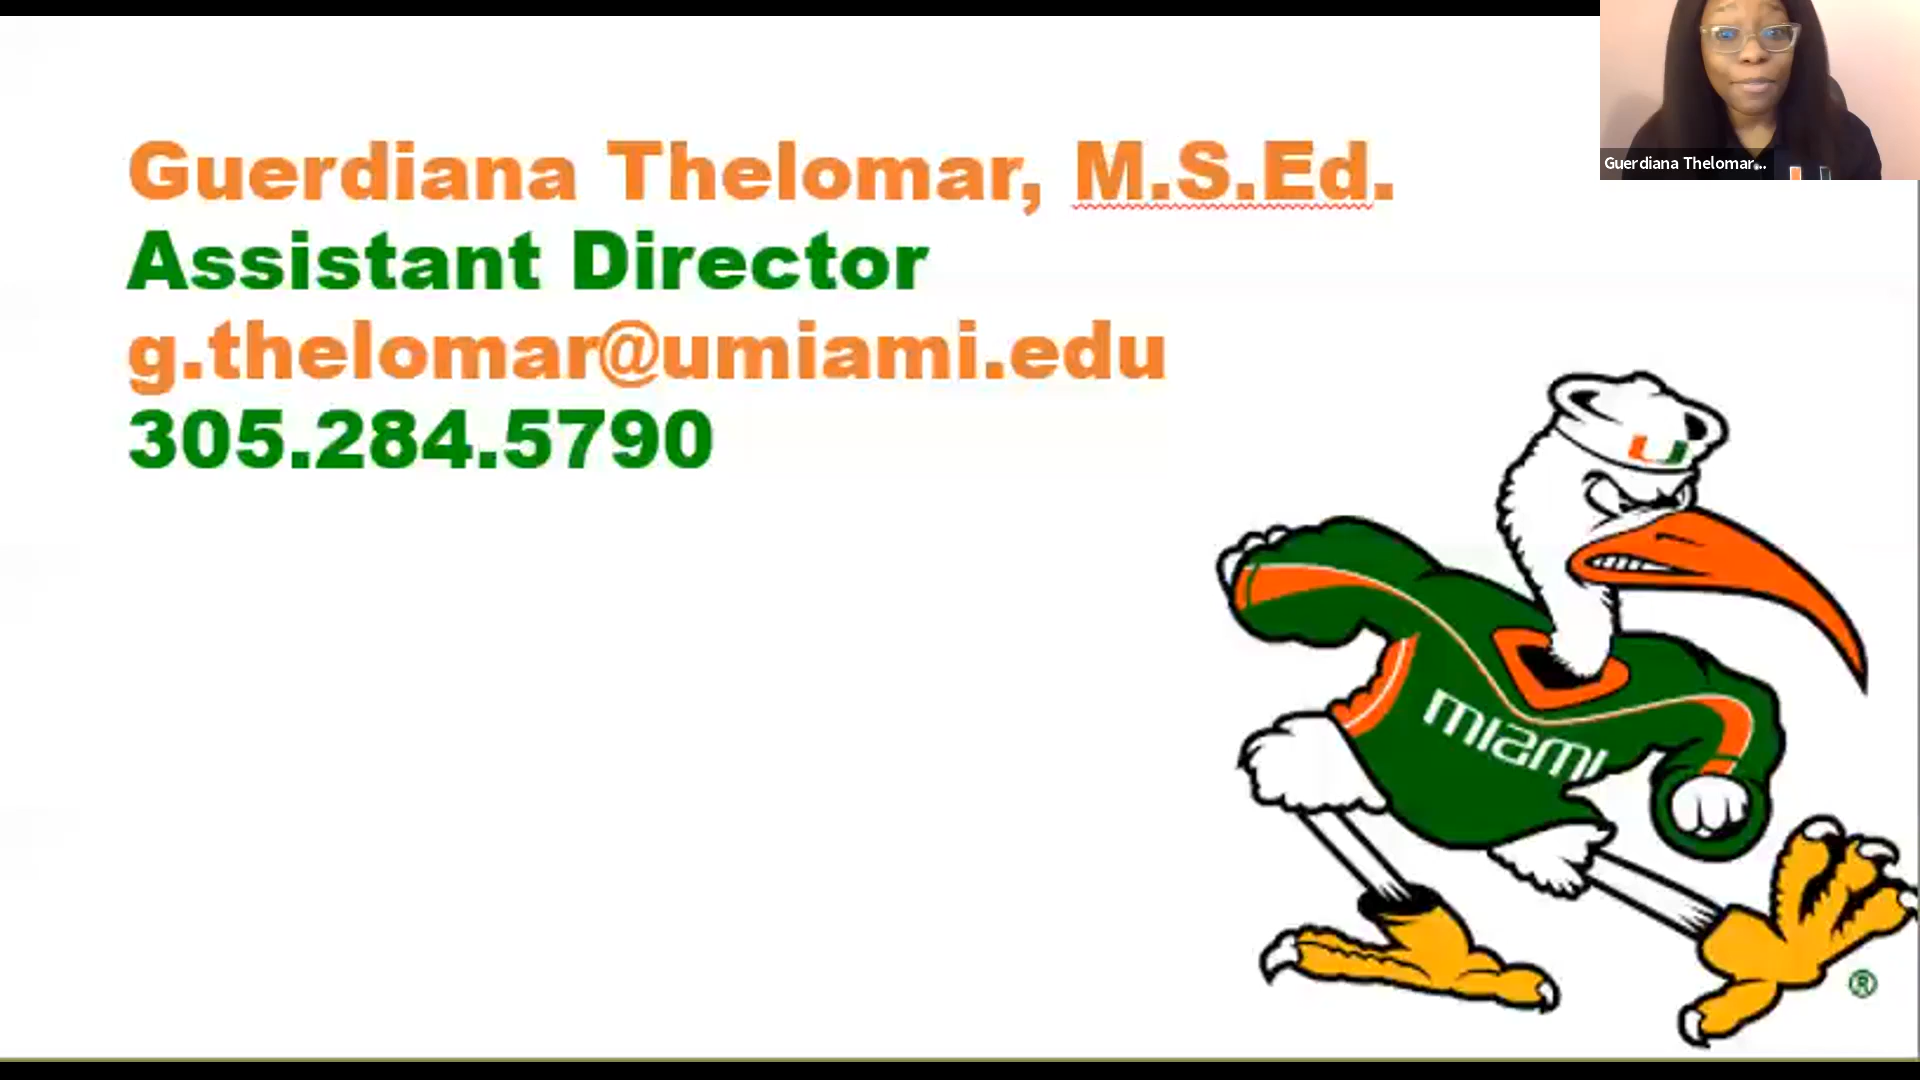 Guerdiana Thelomar, M.S.Ed.
Assistant Director
g.thelomar@umiami.edu
305.284.5790
Guerdiana Thelomar...
U
MIAMI
®